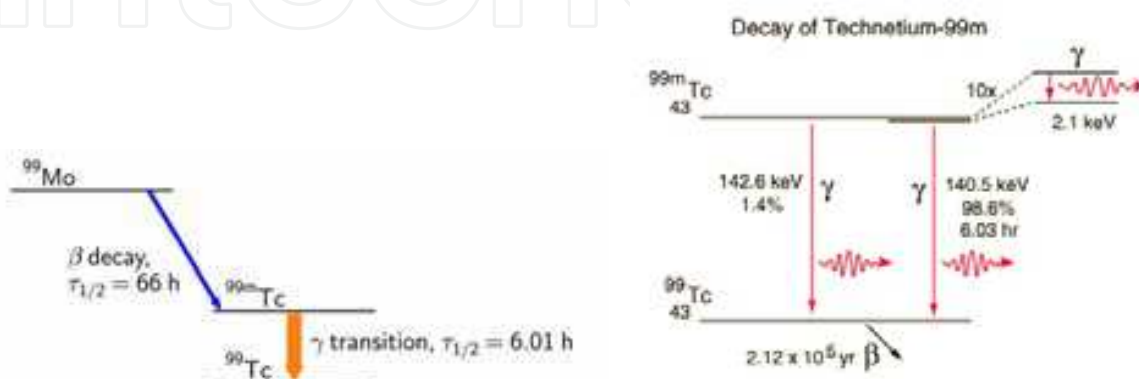 ⁹⁹Mo
β decay,
τ₁/₂ = 66 h
⁹⁹ᵐTc
γ transition, τ₁/₂ = 6.01 h
⁹⁹Tc
Decay of Technetium-99m
⁹⁹ᵐTc
43
10x
γ
2.1 keV
142.6 keV
1.4%
γ
γ
140.5 keV
98.6%
6.03 hr
⁹⁹Tc
43
2.12 x 10⁵ yr β